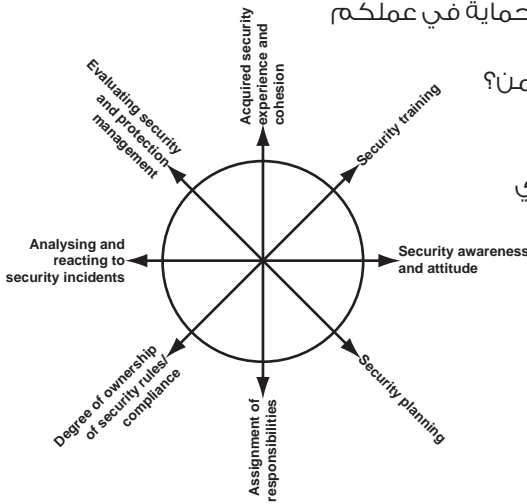 حماية في عملكم
من؟
ي
Acquired security
experience and
cohesion
Security training
Security awareness
and attitude
Security planning
Assignment of
responsibilities
Degree of ownership
of security rules/
compliance
Analysing and
reacting to
security incidents
Evaluating security
and protection
management